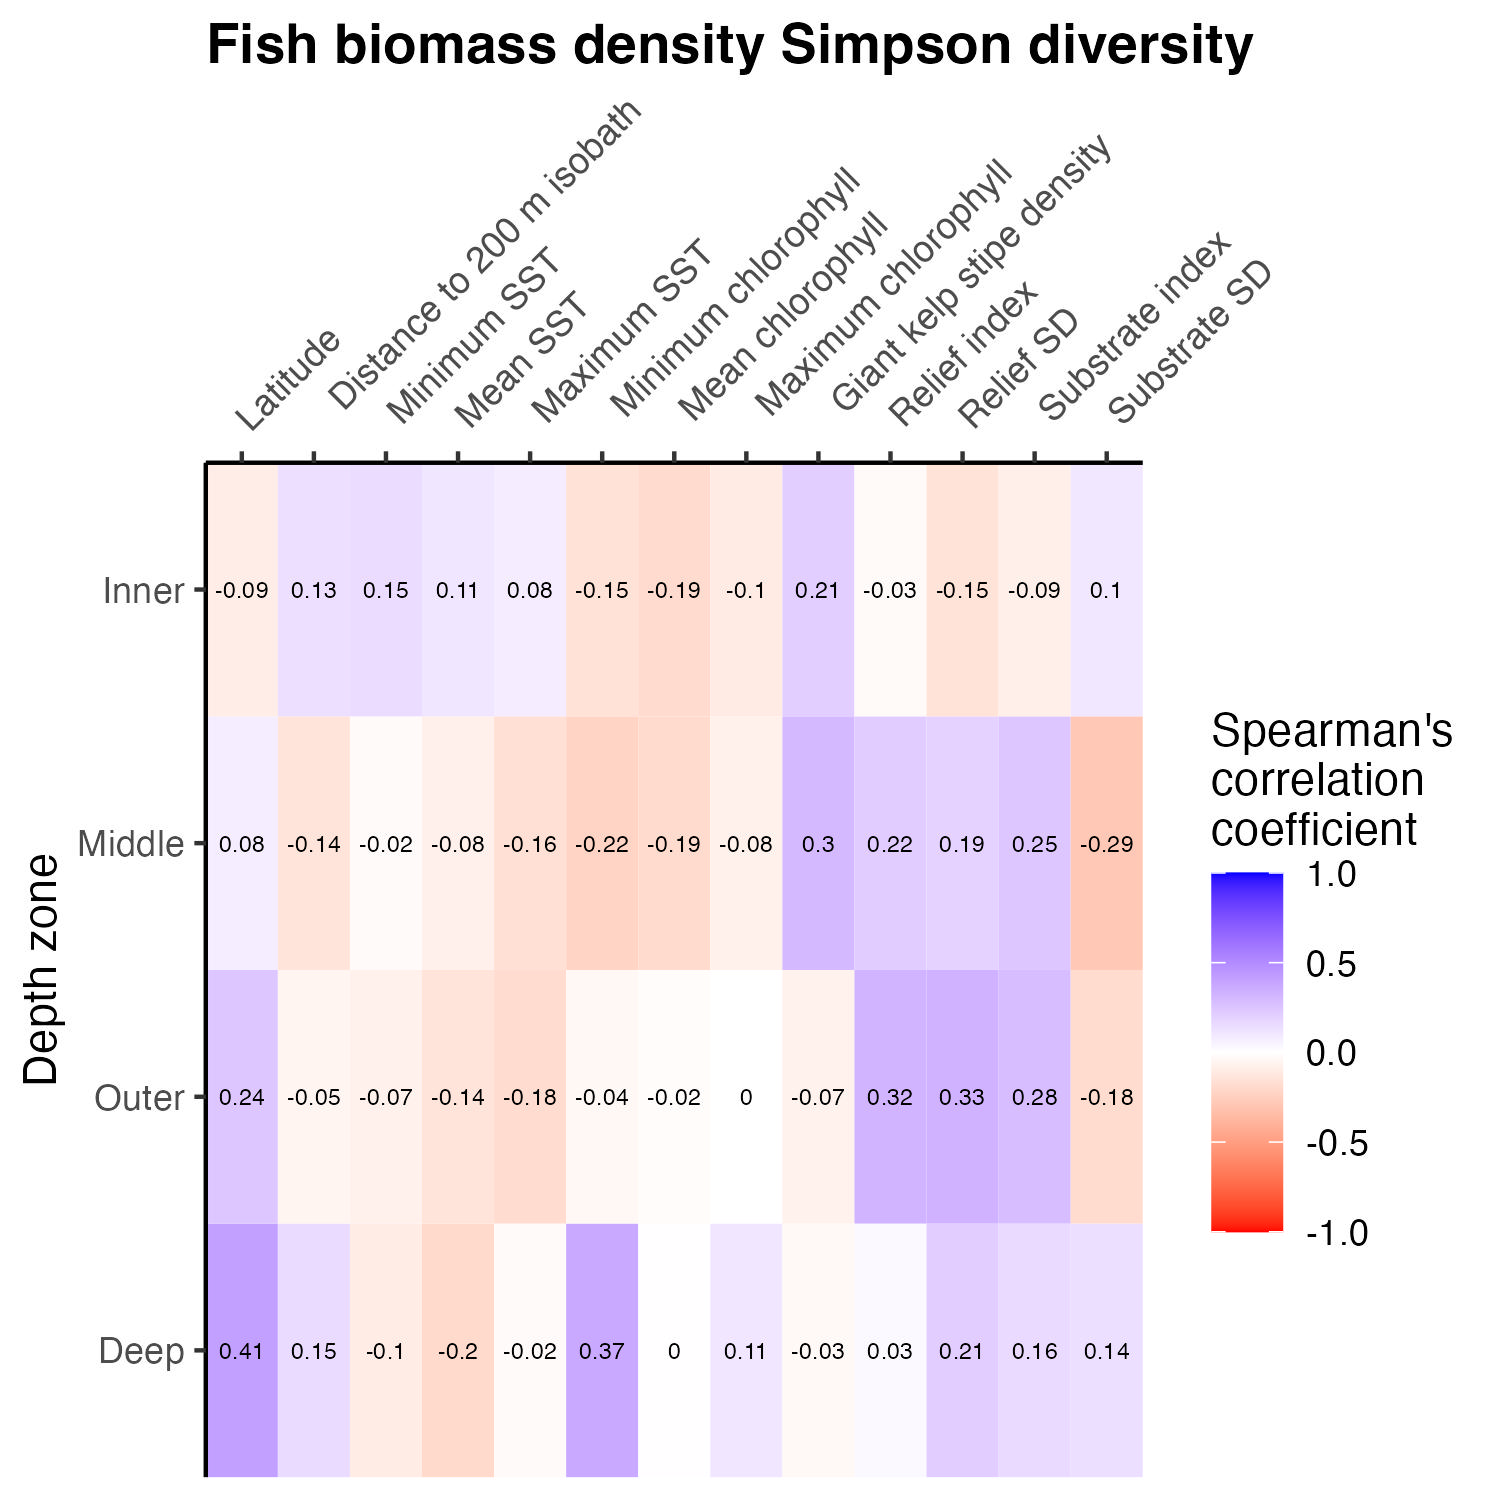 Fish biomass density Simpson diversity
Latitude
Distance to 200 m isobath
Minimum SST
Mean SST
Maximum SST
Minimum chlorophyll
Mean chlorophyll
Maximum chlorophyll
Giant kelp stipe density
Relief index
Relief SD
Substrate index
Substrate SD
Inner -0.09 0.13 0.15 0.11 0.08 -0.15 -0.19 -0.1 0.21 -0.03 -0.15 -0.09 0.1
Middle 0.08 -0.14 -0.02 -0.08 -0.16 -0.22 -0.19 -0.08 0.3 0.22 0.19 0.25 -0.29
Outer 0.24 -0.05 -0.07 -0.14 -0.18 -0.04 -0.02 0 -0.07 0.32 0.33 0.28 -0.18
Deep 0.41 0.15 -0.1 -0.2 -0.02 0.37 0 0.11 -0.03 0.03 0.21 0.16 0.14
Depth zone
Spearman's
correlation
coefficient
1.0
0.5
0.0
-0.5
-1.0